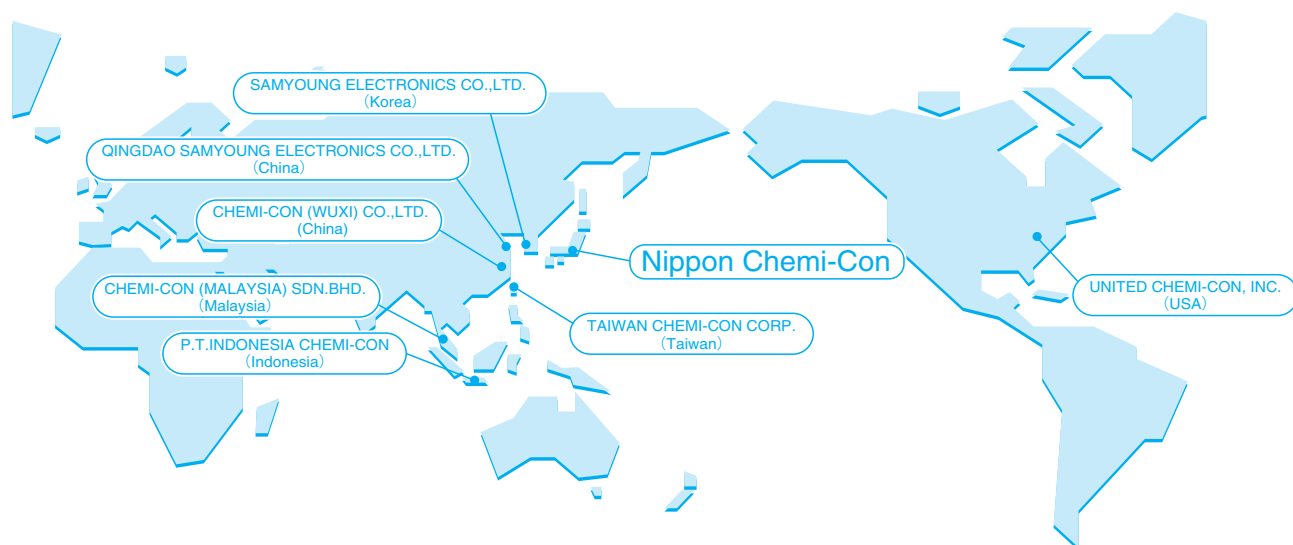 SAMYOUNG ELECTRONICS CO.,LTD.
（Korea）
QINGDAO SAMYOUNG ELECTRONICS CO.,LTD.
（China）
CHEMI-CON (WUXI) CO.,LTD.
(China)
Nippon Chemi-Con
CHEMI-CON (MALAYSIA) SDN.BHD.
（Malaysia）
UNITED CHEMI-CON, INC.
（USA）
TAIWAN CHEMI-CON CORP.
（Taiwan）
P.T.INDONESIA CHEMI-CON
（Indonesia）